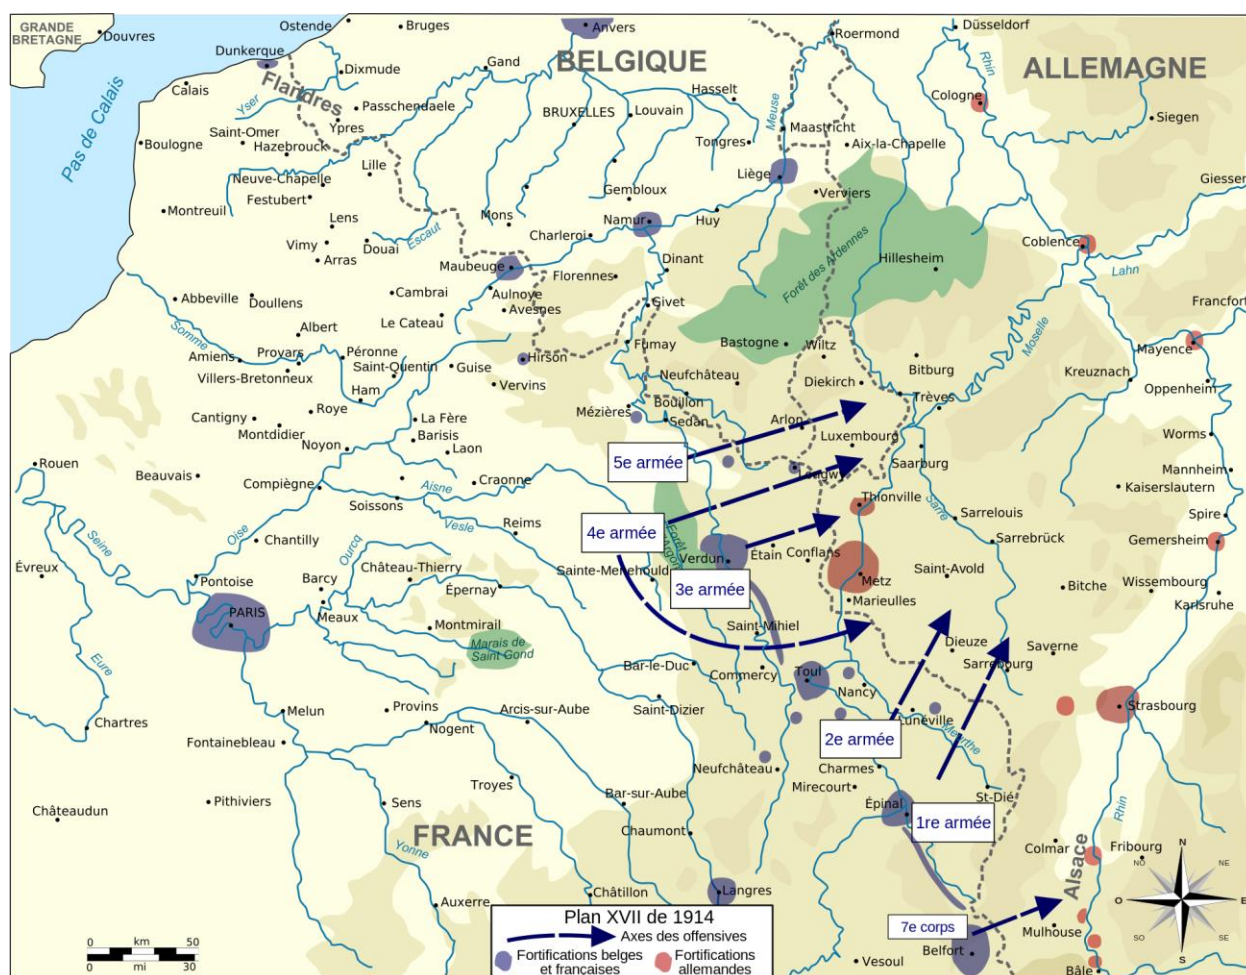 GRANDE
BRETAGNE
Douvres
Ostende
Bruges
Anvers
Roermond
Düsseldorf
Dunkerque
Dixmude
Gand
BELGIQUE
Rhin
ALLEMAGNE
Pas de Calais
Calais
Flandres
Yser
Passchendaele
Ypres
BRUXELLES
Louvain
Hasselt
Meuse
Cologne
Siegen
Boulogne
Saint-Omer
Hazebrouck
Lille
Tongres
Maastricht
Aix-la-Chapelle
Neuve-Chapelle
Festubert
Gembloux
Liège
Verviers
Giessen
Montreuil
Lens
Mons
Namur
Huy
Vimy
Douai
Escaut
Charleroi
Arras
Coblence
Maubeuge
Florennes
Dinant
Forêt des Ardennes
Hillesheim
Lahn
Abbeville
Doullens
Cambrai
Aulnoye
Avesnes
Givet
Francfort
Somme
Albert
Le Cateau
Moselle
Amiens
Provars
Péronne
Saint-Quentin
Guise
Hirson
Fumay
Bastogne
Wiltz
Bitburg
Mayence
Villers-Bretonneux
Ham
Vervins
Neufchâteau
Diekirch
Trèves
Kreuznach
Oppenheim
Cantigny
Roye
La Fère
Mézières
Bouillon
Sedan
Arlon
Montdidier
Noyon
Barisis
Laon
Luxembourg
Worms
Rouen
5e armée
Saarburg
Beauvais
Compiègne
Aisne
Craonne
Longwy
Mannheim
Kaiserslautern
Soissons
Thionville
Sarre
Sarrelouis
Spire
Seine
Oise
Chantilly
Vesle
Reims
4e armée
Forêt
d'Argonne
Verdun
Étain
Conflans
Sarrebrück
Gemersheim
Évreux
Pontoise
Ourcq
Barcy
Château-Thierry
Épernay
Sainte-Menehould
3e armée
Metz
Saint-Avold
Bitche
Wissembourg
Karlsruhe
PARIS
Meaux
Montmirail
Marieulles
Marais de
Saint Gond
Saint-Mihiel
Dieuze
Saverne
Eure
Bar-le-Duc
Commercy
Toul
Nancy
Sarrebourg
Chartres
Melun
Provins
Nogent
Arcis-sur-Aube
Saint-Dizier
Lunéville
Strasbourg
Fontainebleau
2e armée
Meurthe
Châteaudun
Pithiviers
Sens
Troyes
Bar-sur-Aube
Neufchâteau
Charmes
Mirecourt
Épinal
St-Dié
1re armée
Rhin
FRANCE
Chaumont
Yonne
Colmar
Fribourg
Alsace
Auxerre
Châtillon
Langres
7e corps
Mulhouse
Belfort
Vesoul
Bâle
N
NO
NE
O
E
SO
SE
S
0 km 50
0 mi 30
Plan XVII de 1914
Axes des offensives
Fortifications belges
et françaises
Fortifications
allemandes